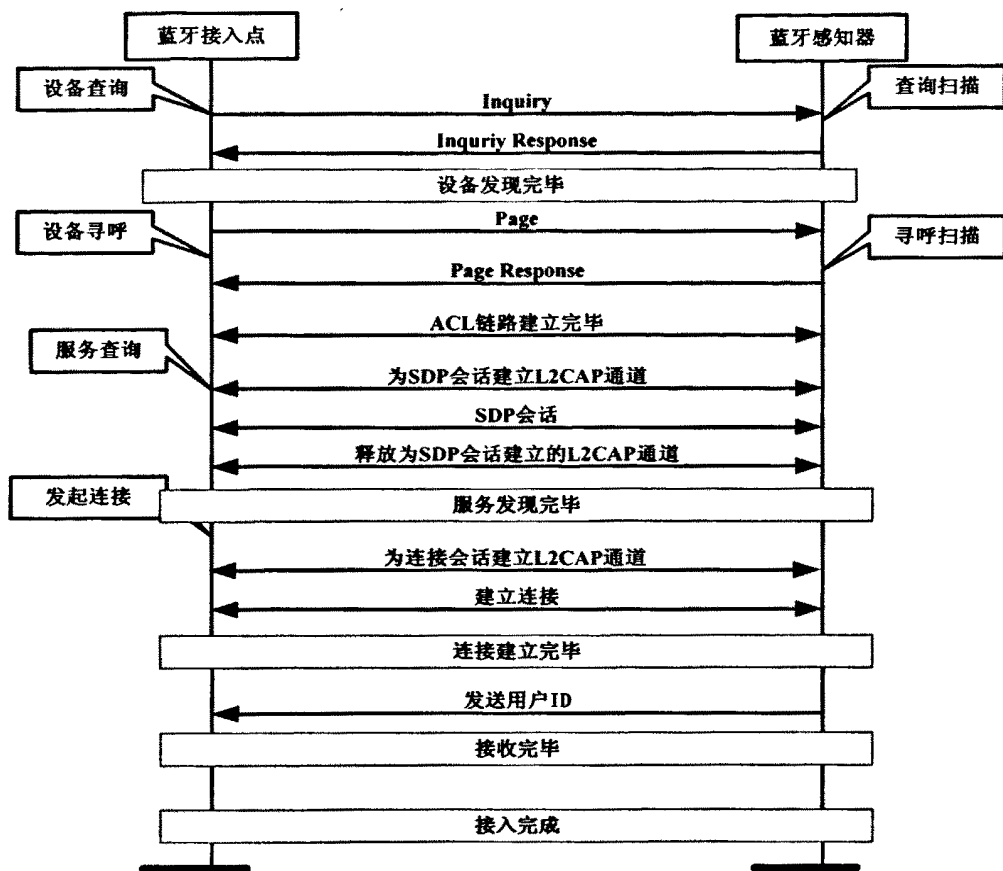 蓝牙接入点
蓝牙感知器
设备查询
查询扫描
Inquiry
Inquriy Response
设备发现完毕
设备寻呼
Page
寻呼扫描
Page Response
ACL链路建立完毕
服务查询
为SDP会话建立L2CAP通道
SDP会话
释放为SDP会话建立的L2CAP通道
发起连接
服务发现完毕
为连接会话建立L2CAP通道
建立连接
连接建立完毕
发送用户ID
接收完毕
接入完成